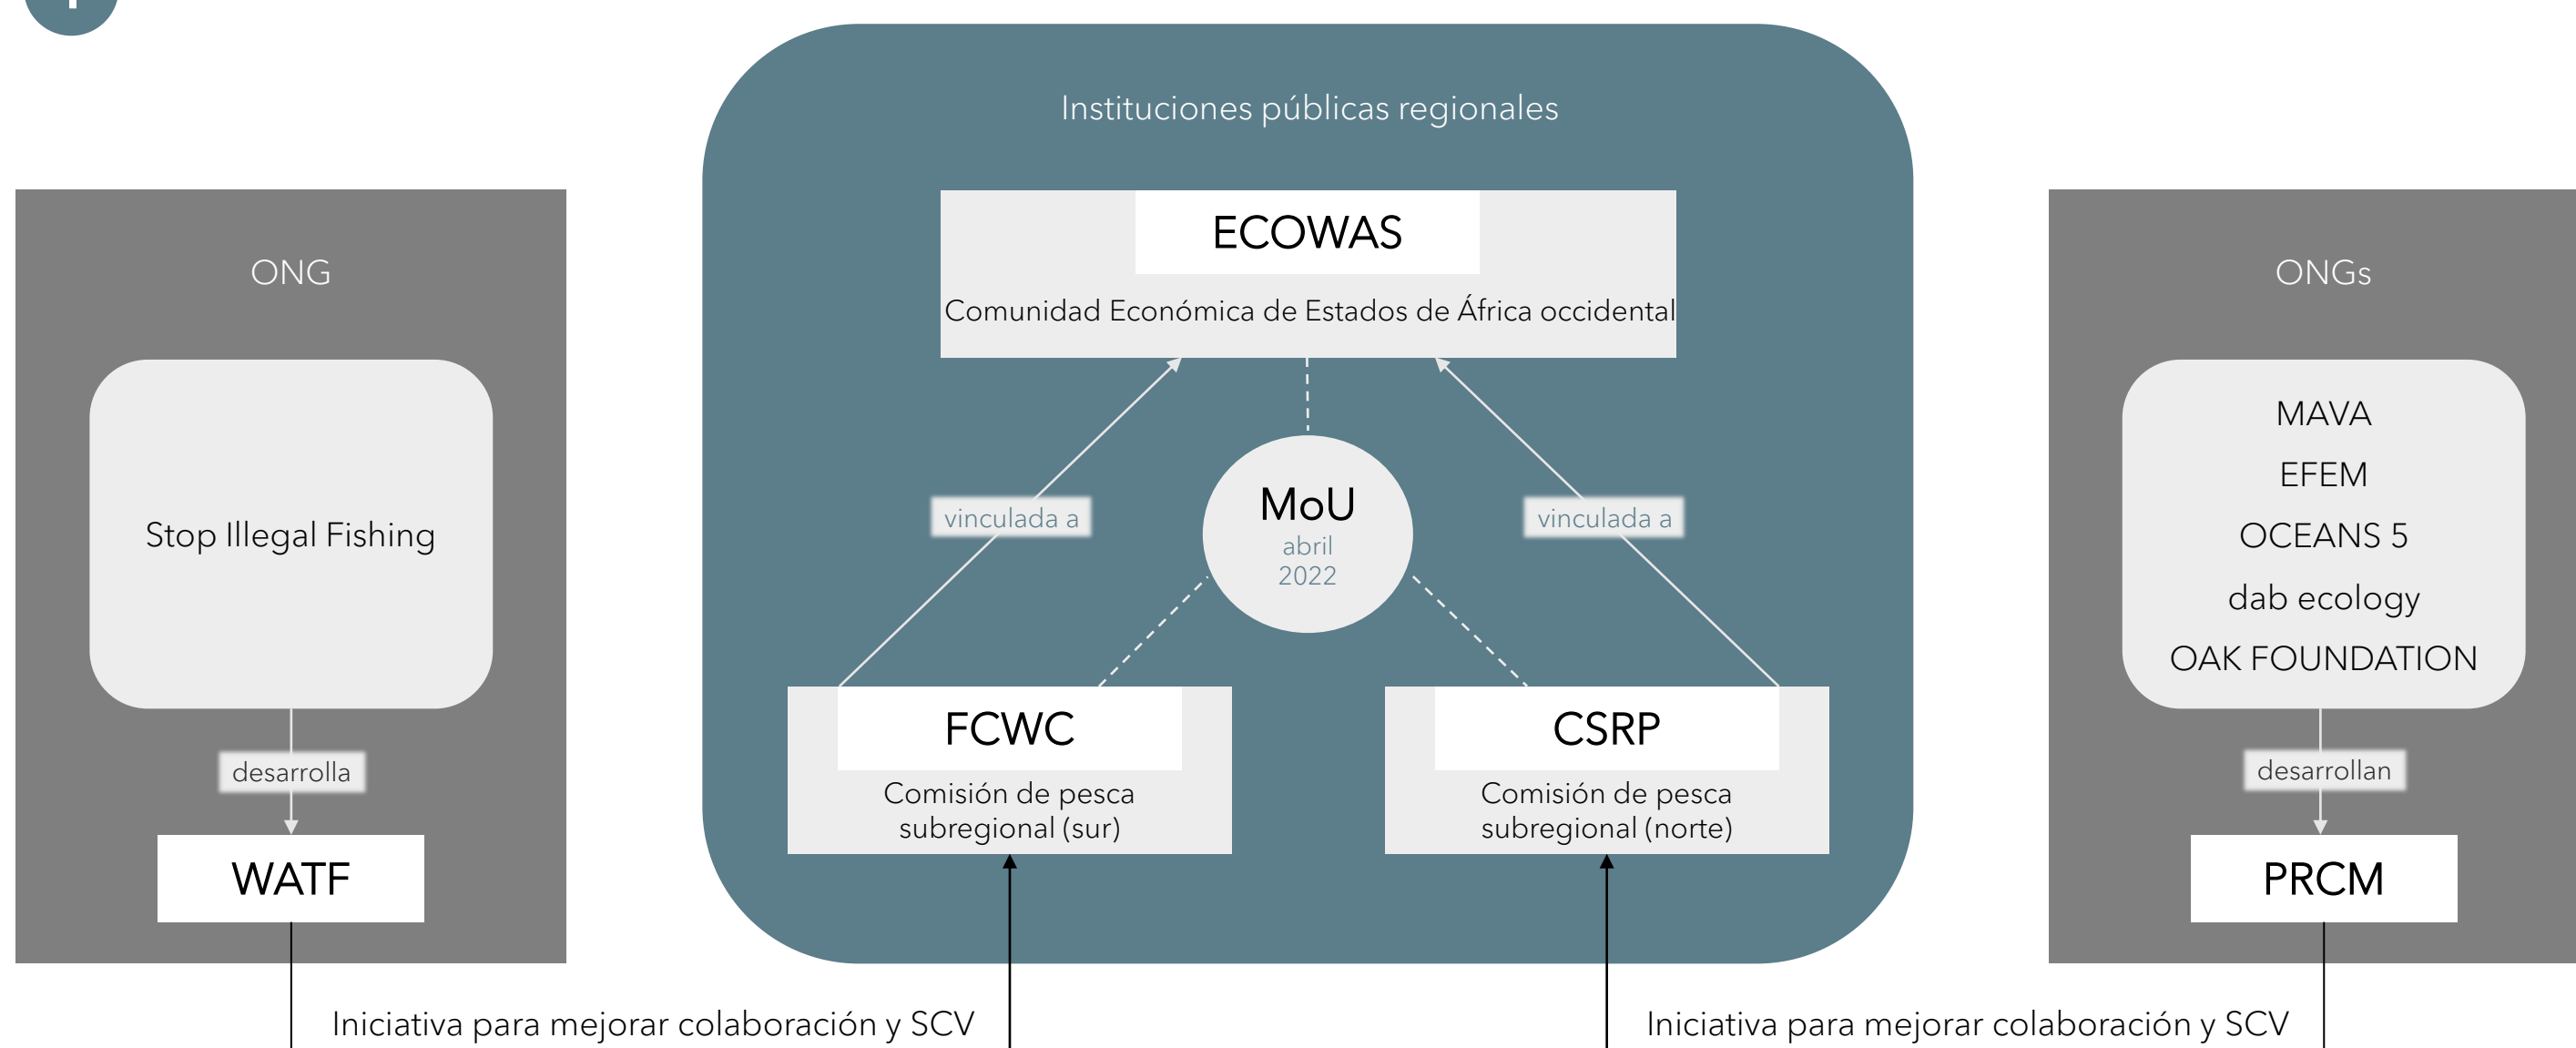 Instituciones públicas regionales
ONG
Stop Illegal Fishing
desarrolla
WATF
ECOWAS
Comunidad Económica de Estados de África occidental
vinculada a
MoU
abril
2022
vinculada a
FCWC
Comisión de pesca
subregional (sur)
CSRP
Comisión de pesca
subregional (norte)
ONGs
MAVA
EFEM
OCEANS 5
dab ecology
OAK FOUNDATION
desarrollan
PRCM
Iniciativa para mejorar colaboración y SCV
Iniciativa para mejorar colaboración y SCV